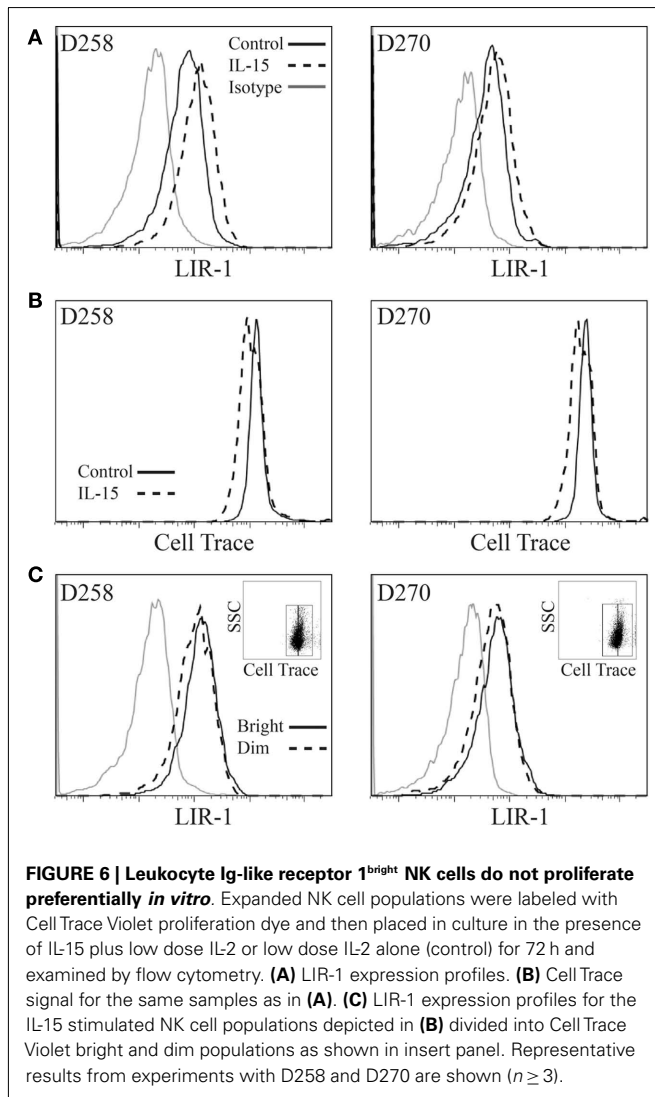 A
D258
Control
IL-15
Isotype
LIR-1
D270
LIR-1
B
D258
Control
IL-15
Cell Trace
D270
Cell Trace
C
D258
SSC
Cell Trace
Bright
Dim
LIR-1
D270
SSC
Cell Trace
LIR-1
FIGURE 6 | Leukocyte Ig-like receptor 1bright NK cells do not proliferate
preferentially in vitro. Expanded NK cell populations were labeled with
Cell Trace Violet proliferation dye and then placed in culture in the presence
of IL-15 plus low dose IL-2 or low dose IL-2 alone (control) for 72 h and
examined by flow cytometry. (A) LIR-1 expression profiles. (B) Cell Trace
signal for the same samples as in (A). (C) LIR-1 expression profiles for the
IL-15 stimulated NK cell populations depicted in (B) divided into Cell Trace
Violet bright and dim populations as shown in insert panel. Representative
results from experiments with D258 and D270 are shown (n ≥ 3).